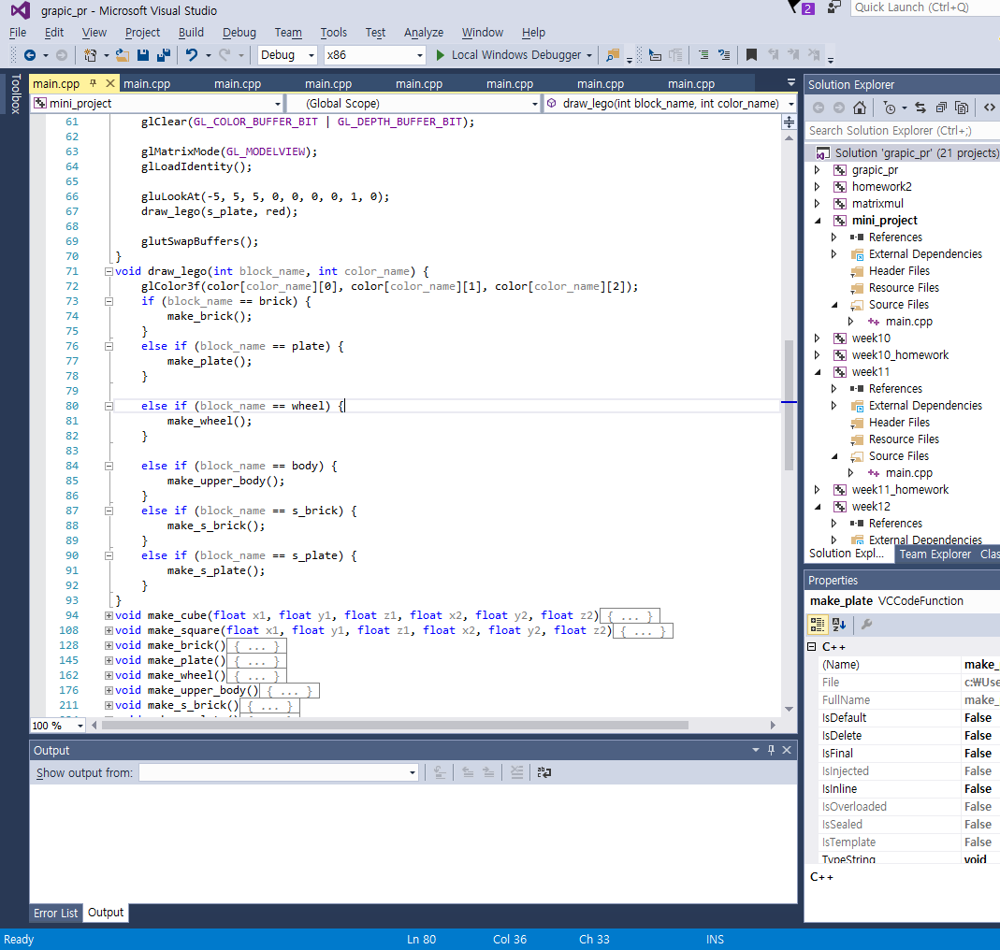 grapic_pr - Microsoft Visual Studio
2
Quick Launch (Ctrl+Q)
File Edit View Project Build Debug Team Tools Test Analyze Window Help
Debug x86 Local Windows Debugger
Toolbox
main.cpp main.cpp main.cpp main.cpp main.cpp main.cpp main.cpp main.cpp
mini_project (Global Scope) draw_lego(int block_name, int color_name)
61 glClear(GL_COLOR_BUFFER_BIT | GL_DEPTH_BUFFER_BIT);
62
63 glMatrixMode(GL_MODELVIEW);
64 glLoadIdentity();
65
66 gluLookAt(-5, 5, 5, 0, 0, 0, 0, 1, 0);
67 draw_lego(s_plate, red);
68
69 glutSwapBuffers();
70 }
71 void draw_lego(int block_name, int color_name) {
72 glColor3f(color[color_name][0], color[color_name][1], color[color_name][2]);
73 if (block_name == brick) {
74 make_brick();
75 }
76 else if (block_name == plate) {
77 make_plate();
78 }
79
80 else if (block_name == wheel) {
81 make_wheel();
82 }
83
84 else if (block_name == body) {
85 make_upper_body();
86 }
87 else if (block_name == s_brick) {
88 make_s_brick();
89 }
90 else if (block_name == s_plate) {
91 make_s_plate();
92 }
93 }
94 void make_cube(float x1, float y1, float z1, float x2, float y2, float z2){ ... }
108 void make_square(float x1, float y1, float z1, float x2, float y2, float z2){ ... }
128 void make_brick(){ ... }
145 void make_plate(){ ... }
162 void make_wheel(){ ... }
176 void make_upper_body(){ ... }
211 void make_s_brick(){ ... }
100 %
Output
Show output from:
Error List Output
Solution Explorer
Search Solution Explorer (Ctrl+;)
Solution 'grapic_pr' (21 projects)
grapic_pr
homework2
matrixmul
mini_project
References
External Dependencies
Header Files
Resource Files
Source Files
main.cpp
week10
week10_homework
week11
References
External Dependencies
Header Files
Resource Files
Source Files
main.cpp
week11_homework
week12
References
External Dependencies
Solution Expl... Team Explorer Clas
Properties
make_plate VCCodeFunction
C++
(Name) make_
File c:₩Use
FullName make_
IsDefault False
IsDelete False
IsFinal False
IsInjected False
IsInline False
IsOverloaded False
IsSealed False
IsTemplate False
TypeString void
C++
Ready Ln 80 Col 36 Ch 33 INS